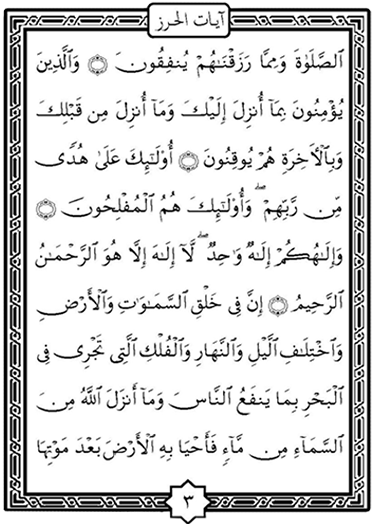 آيات الحرز
ٱلصَّلَوٰةَ وَمِمَّا رَزَقْنَـٰهُمْ يُنفِقُونَ ۝ وَٱلَّذِينَ
يُؤْمِنُونَ بِمَآ أُنزِلَ إِلَيْكَ وَمَآ أُنزِلَ مِن قَبْلِكَ
وَبِٱلْأَخِرَةِ هُمْ يُوقِنُونَ ۝ أُو۟لَـٰٓئِكَ عَلَىٰ هُدًى
مِّن رَّبِّهِمْ ۖ وَأُو۟لَـٰٓئِكَ هُمُ ٱلْمُفْلِحُونَ ۝
وَإِلَـٰهُكُمْ إِلَـٰهٌ وَٰحِدٌ ۖ لَّآ إِلَـٰهَ إِلَّا هُوَ ٱلرَّحْمَـٰنُ
ٱلرَّحِيمُ ۝ إِنَّ فِى خَلْقِ ٱلسَّمَـٰوَٰتِ وَٱلْأَرْضِ
وَٱخْتِلَـٰفِ ٱلَّيْلِ وَٱلنَّهَارِ وَٱلْفُلْكِ ٱلَّتِى تَجْرِى فِى
ٱلْبَحْرِ بِمَا يَنفَعُ ٱلنَّاسَ وَمَآ أَنزَلَ ٱللَّهُ مِنَ
ٱلسَّمَآءِ مِن مَّآءٍ فَأَحْيَا بِهِ ٱلْأَرْضَ بَعْدَ مَوْتِهَا
٣